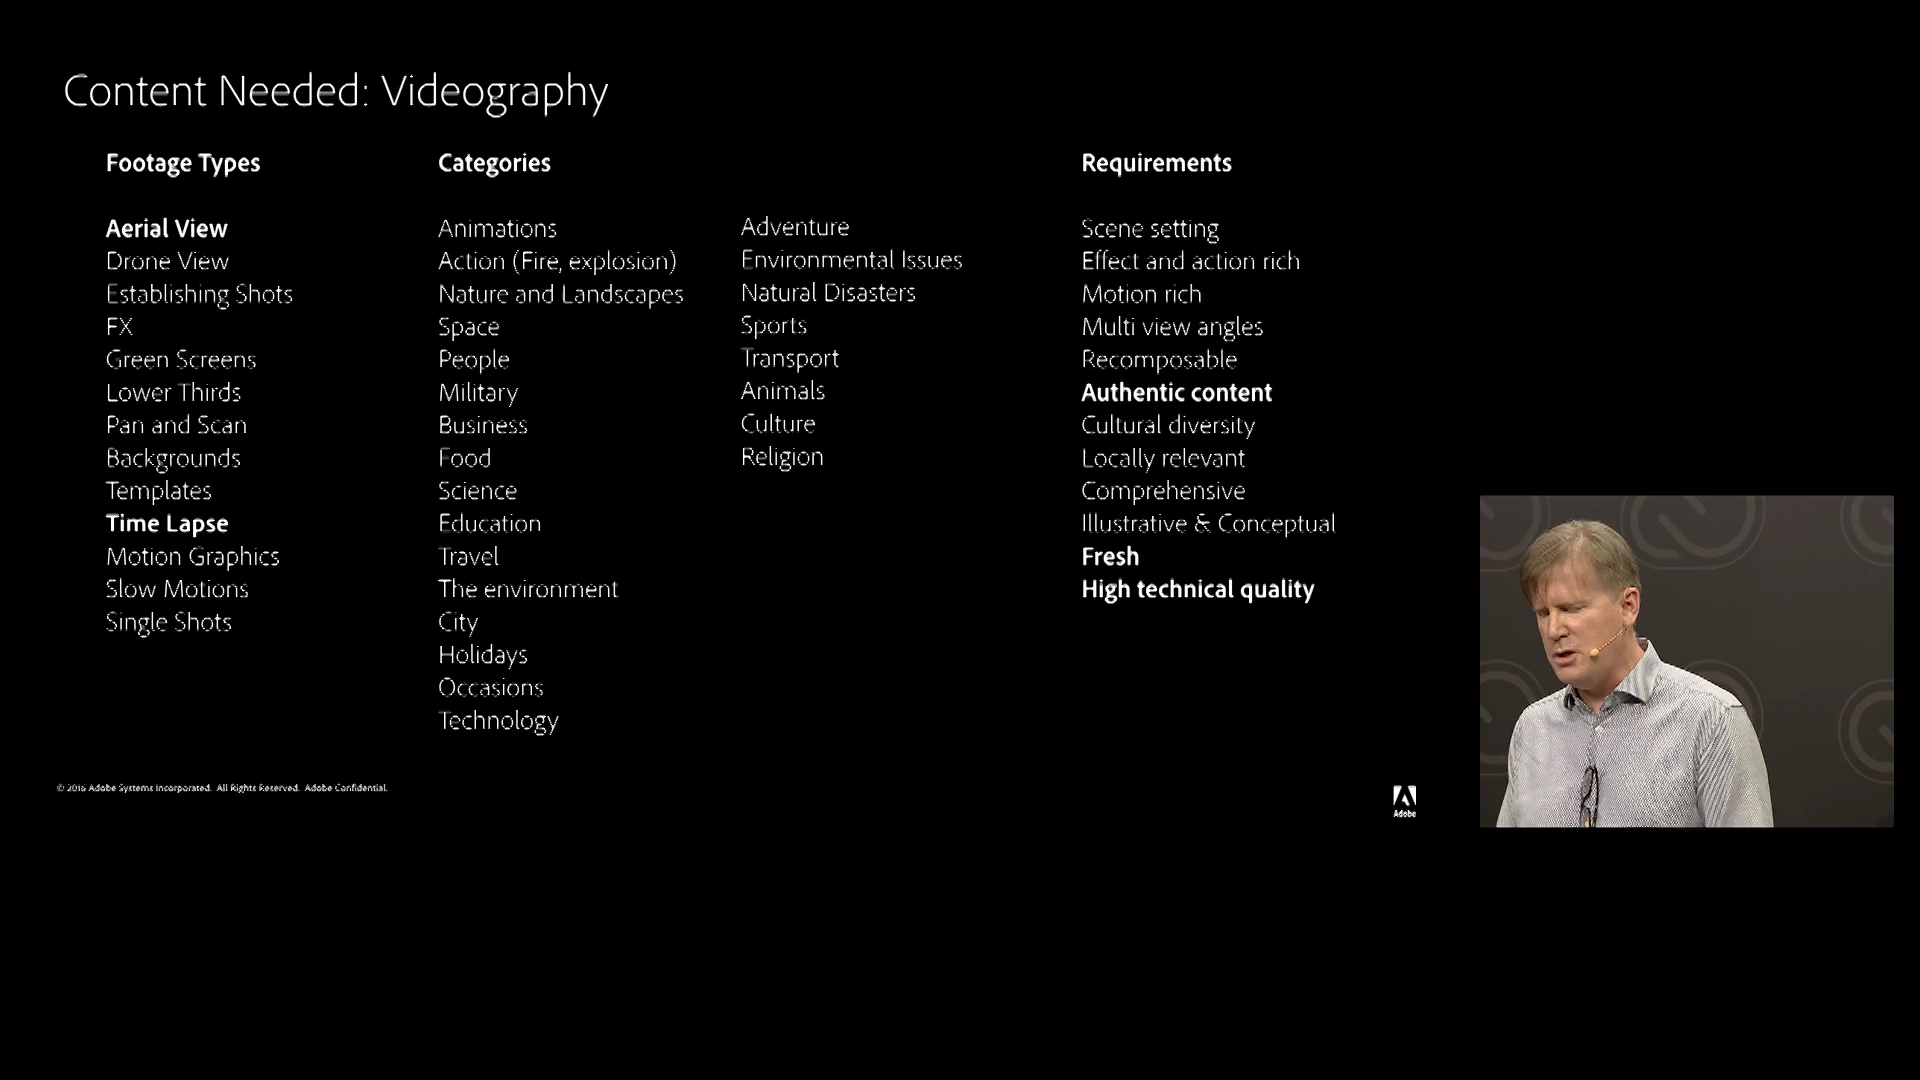 Content Needed: Videography
Footage Types
Aerial View
Drone View
Establishing Shots
FX
Green Screens
Lower Thirds
Pan and Scan
Backgrounds
Templates
Time Lapse
Motion Graphics
Slow Motions
Single Shots
Categories
Animations
Action (Fire, explosion)
Nature and Landscapes
Space
People
Military
Business
Food
Science
Education
Travel
The environment
City
Holidays
Occasions
Technology
Adventure
Environmental Issues
Natural Disasters
Sports
Transport
Animals
Culture
Religion
Requirements
Scene setting
Effect and action rich
Motion rich
Multi view angles
Recomposable
Authentic content
Cultural diversity
Locally relevant
Comprehensive
Illustrative & Conceptual
Fresh
High technical quality
© 2016 Adobe Systems Incorporated. All Rights Reserved. Adobe Confidential.
Adobe